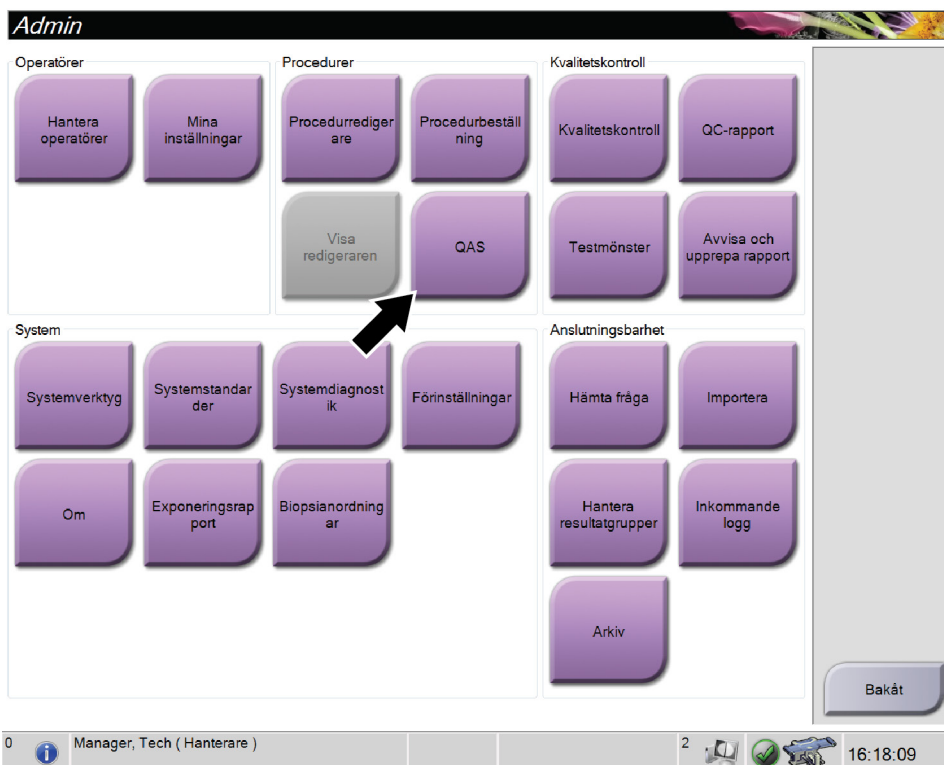 Admin
Operatörer
Hantera
operatörer
Mina
inställningar
Procedurer
Procedurrediger
are
Procedurbeställ
ning
Visa
redigeraren
QAS
Kvalitetskontroll
Kvalitetskontroll
QC-rapport
Testmönster
Avvisa och
upprepa rapport
System
Systemverktyg
Systemstandar
der
Systemdiagnost
ik
Förinställningar
Om
Exponeringsrap
port
Biopsianordning
ar
Anslutningsbarhet
Hämta fråga
Importera
Hantera
resultatgrupper
Inkommande
logg
Arkiv
Bakåt
0
Manager, Tech ( Hanterare )
2
16:18:09